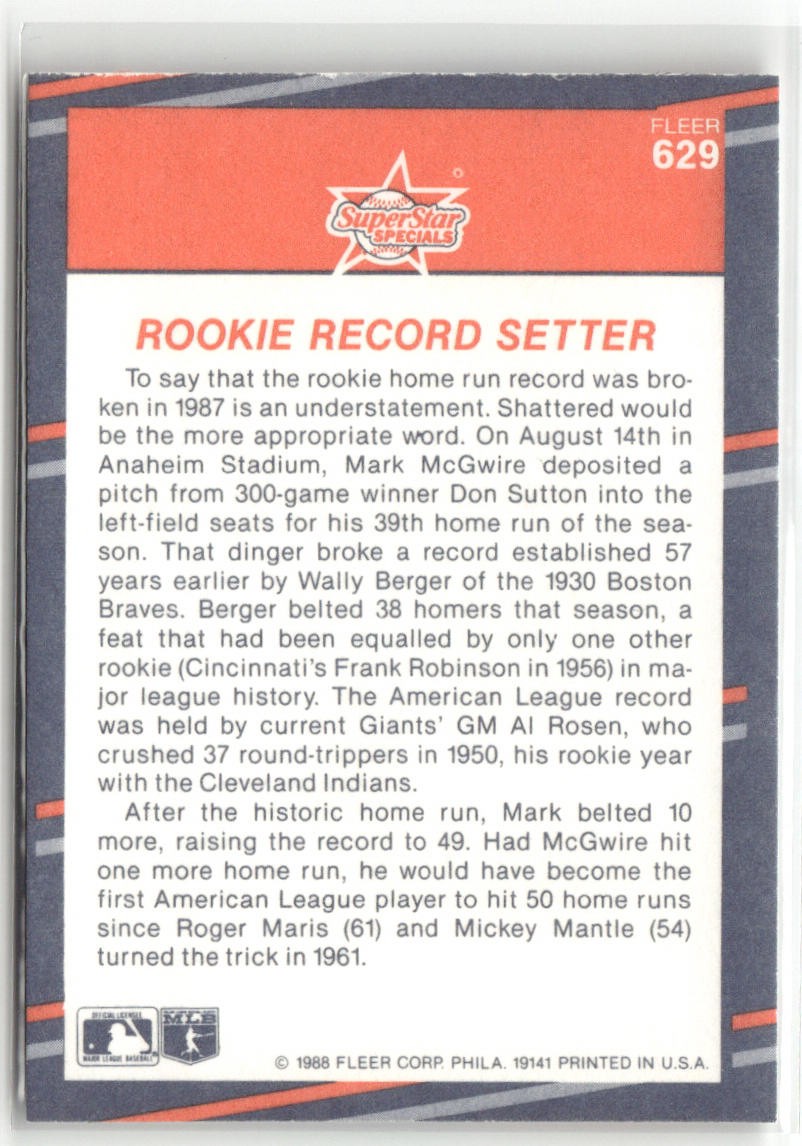 FLEER
629
SuperStar
SPECIALS
ROOKIE RECORD SETTER
To say that the rookie home run record was bro-
ken in 1987 is an understatement. Shattered would
be the more appropriate word. On August 14th in
Anaheim Stadium, Mark McGwire deposited a
pitch from 300-game winner Don Sutton into the
left-field seats for his 39th home run of the sea-
son. That dinger broke a record established 57
years earlier by Wally Berger of the 1930 Boston
Braves. Berger belted 38 homers that season, a
feat that had been equalled by only one other
rookie (Cincinnati's Frank Robinson in 1956) in ma-
jor league history. The American League record
was held by current Giants' GM Al Rosen, who
crushed 37 round-trippers in 1950, his rookie year
with the Cleveland Indians.
After the historic home run, Mark belted 10
more, raising the record to 49. Had McGwire hit
one more home run, he would have become the
first American League player to hit 50 home runs
since Roger Maris (61) and Mickey Mantle (54)
turned the trick in 1961.
OFFICIAL LICENSEE
MAJOR LEAGUE BASEBALL
MLB
© 1988 FLEER CORP. PHILA. 19141 PRINTED IN U.S.A.